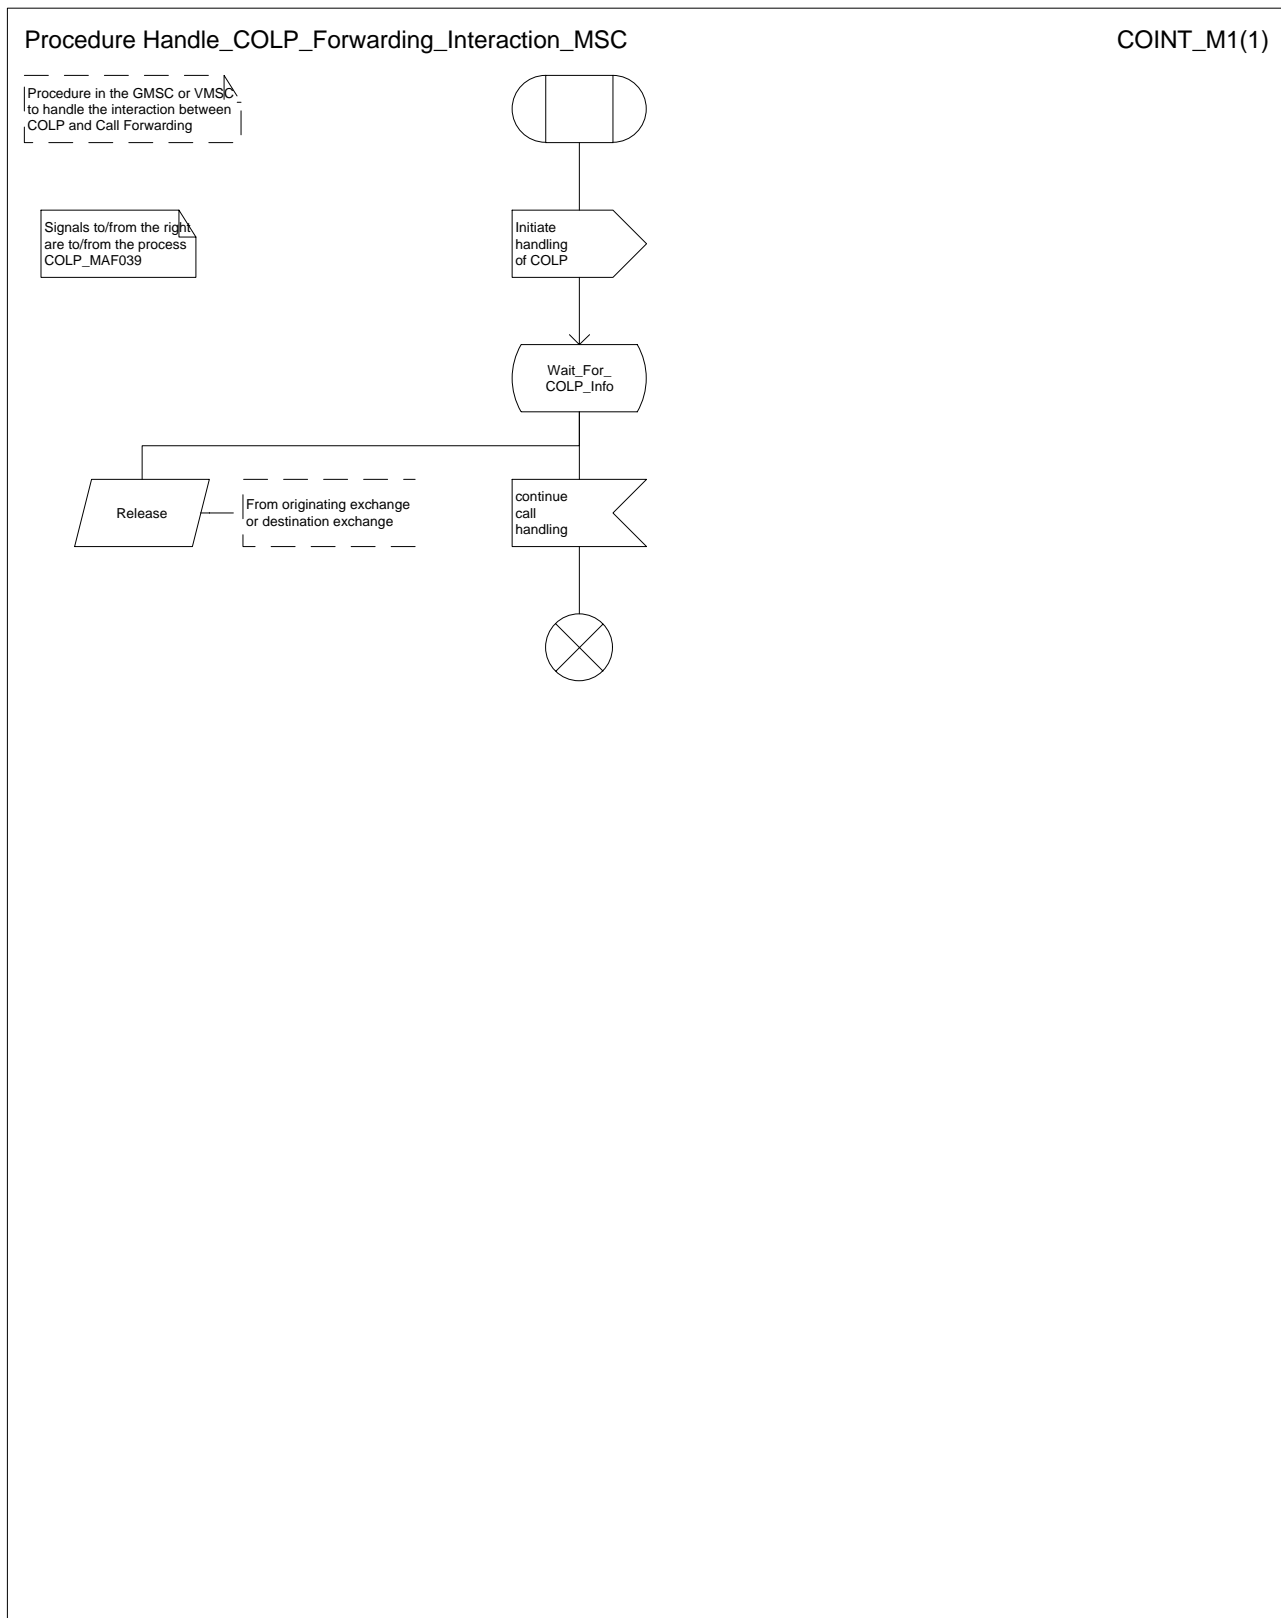 Procedure Handle_COLP_Forwarding_Interaction_MSC
COINT_M1(1)
Procedure in the GMSC or VMSC
to handle the interaction between
COLP and Call Forwarding
Signals to/from the right
are to/from the process
COLP_MAF039
Initiate
handling
of COLP
Wait_For_
COLP_Info
Release
From originating exchange
or destination exchange
continue
call
handling